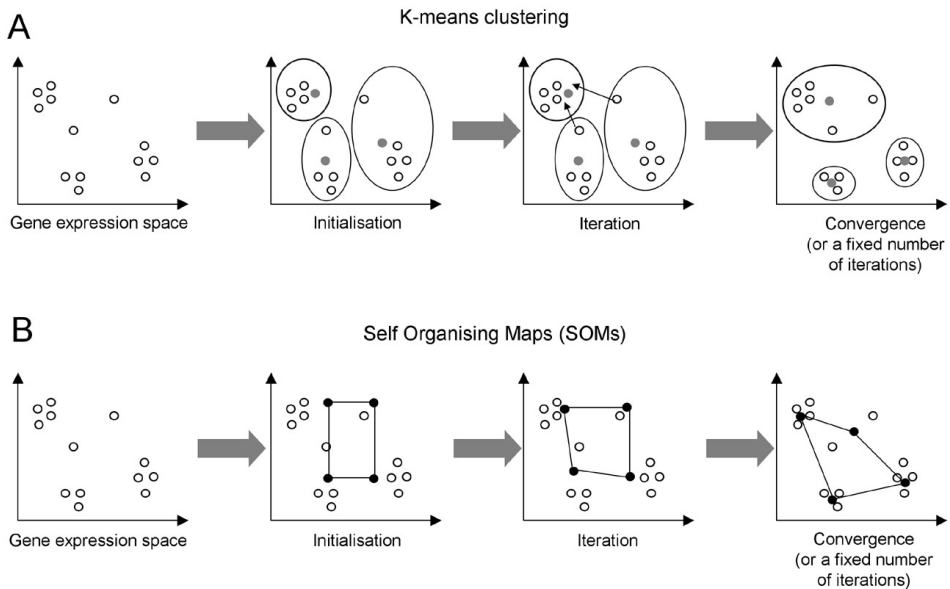 A
K-means clustering
Gene expression space
Initialisation
Iteration
Convergence
(or a fixed number
of iterations)
B
Self Organising Maps (SOMs)
Gene expression space
Initialisation
Iteration
Convergence
(or a fixed number
of iterations)